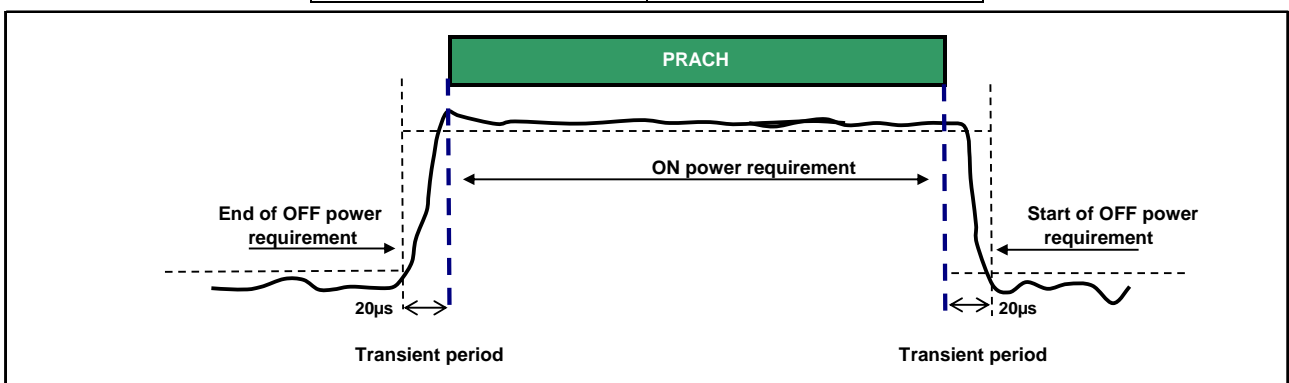 PRACH
ON power requirement
End of OFF power
requirement
Start of OFF power
requirement
20µs
20µs
Transient period
Transient period